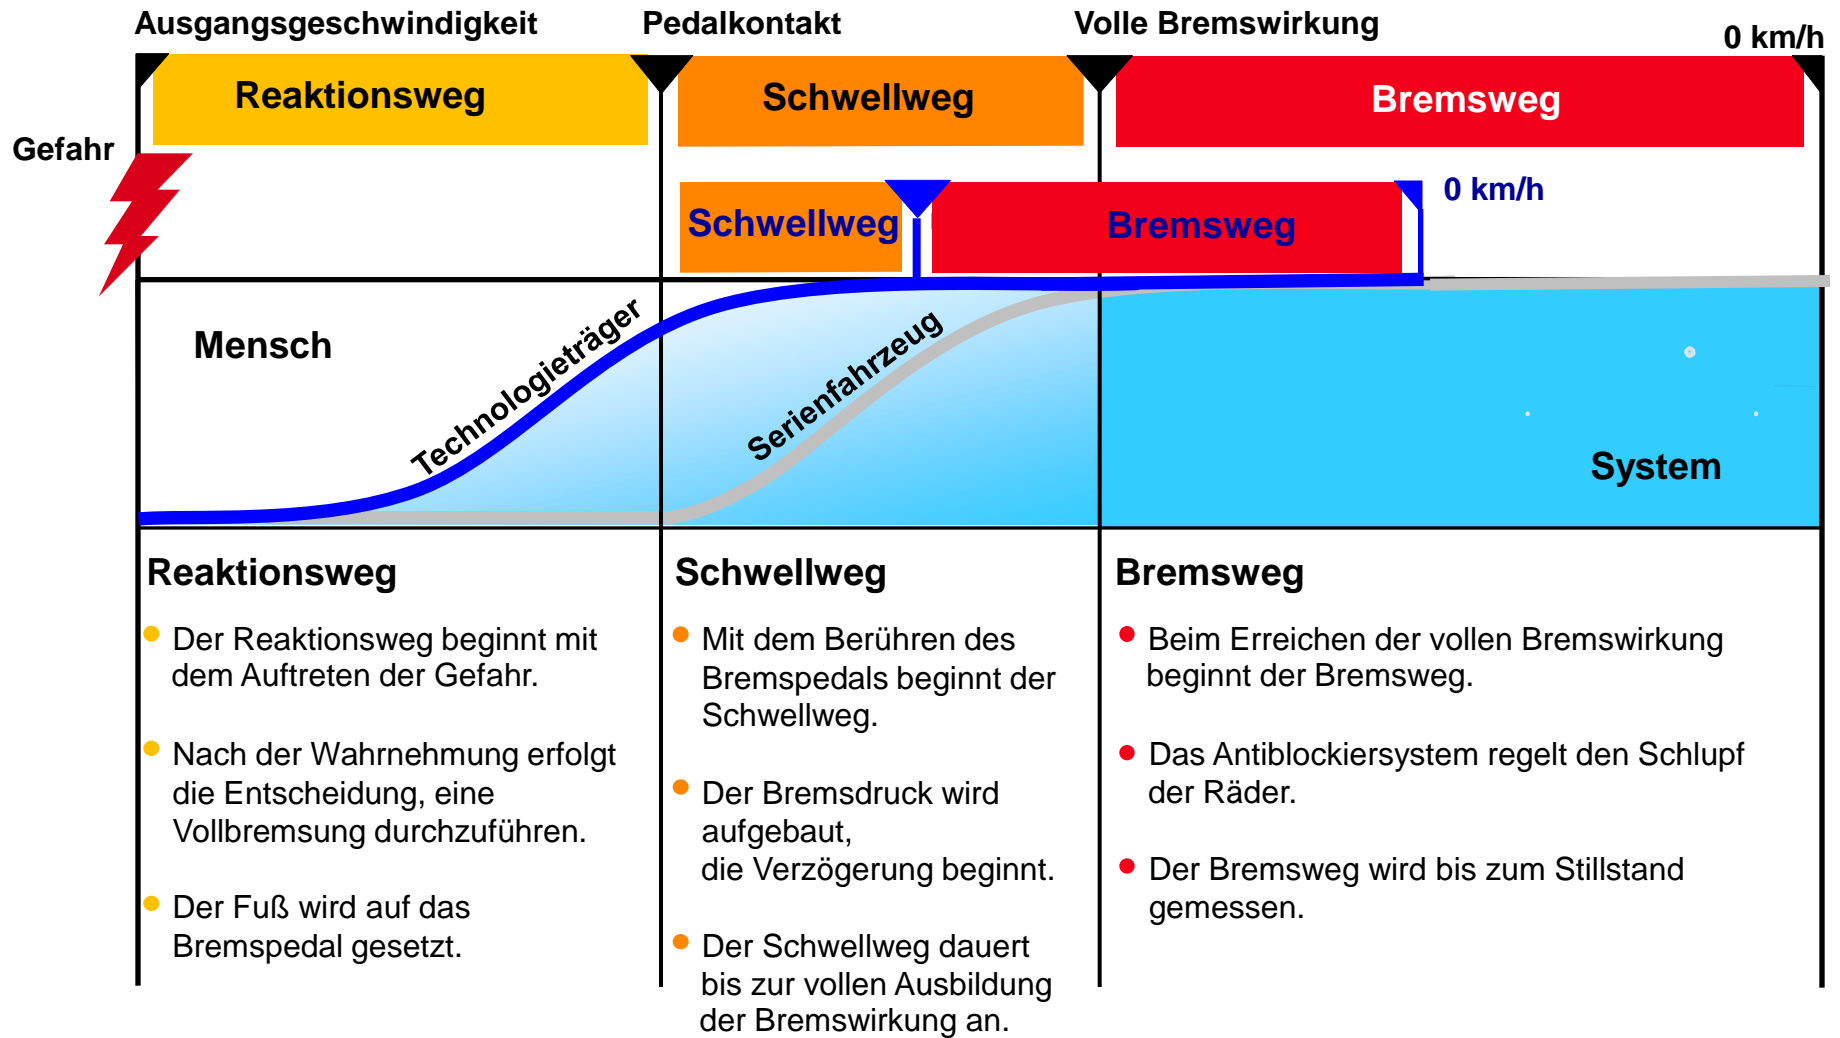 Ausgangsgeschwindigkeit
Pedalkontakt
Volle Bremswirkung
0 km/h
Reaktionsweg
Schwellweg
Bremsweg
Gefahr
Schwellweg
Bremsweg
0 km/h
Mensch
Technologieträger
Serienfahrzeug
System
Reaktionsweg
Der Reaktionsweg beginnt mit
dem Auftreten der Gefahr.
Nach der Wahrnehmung erfolgt
die Entscheidung, eine
Vollbremsung durchzuführen.
Der Fuß wird auf das
Bremspedal gesetzt.
Schwellweg
Mit dem Berühren des
Bremspedals beginnt der
Schwellweg.
Der Bremsdruck wird
aufgebaut,
die Verzögerung beginnt.
Der Schwellweg dauert
bis zur vollen Ausbildung
der Bremswirkung an.
Bremsweg
Beim Erreichen der vollen Bremswirkung
beginnt der Bremsweg.
Das Antiblockiersystem regelt den Schlupf
der Räder.
Der Bremsweg wird bis zum Stillstand
gemessen.